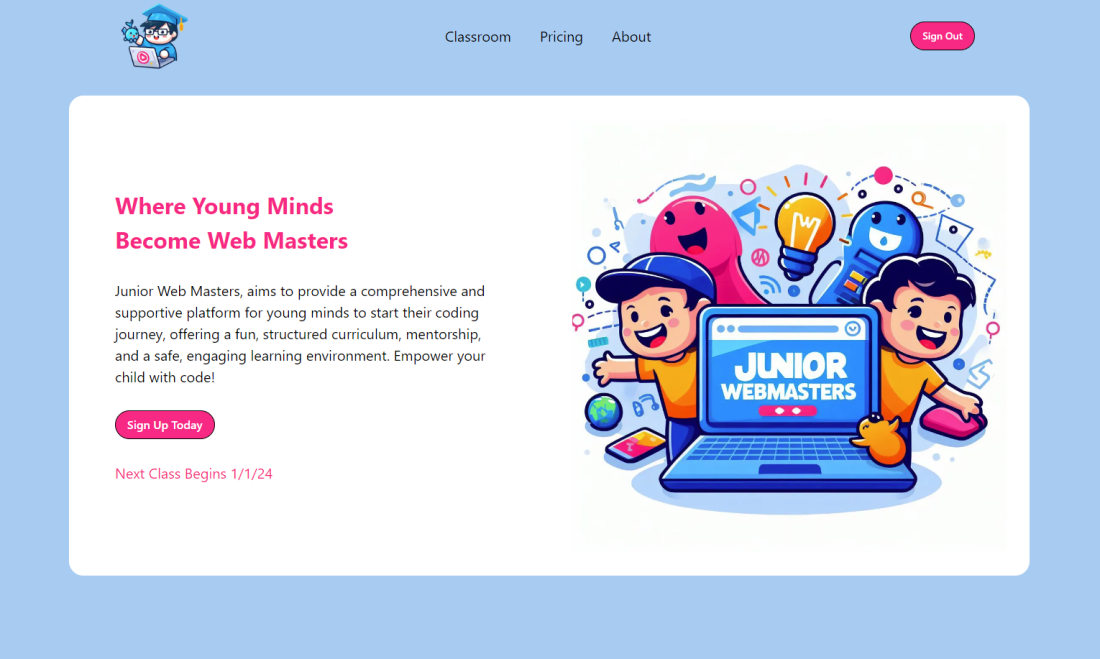 Classroom Pricing About Sign Out
Where Young Minds
Become Web Masters
Junior Web Masters, aims to provide a comprehensive and
supportive platform for young minds to start their coding
journey, offering a fun, structured curriculum, mentorship,
and a safe, engaging learning environment. Empower your
child with code!
Sign Up Today
Next Class Begins 1/1/24
JUNIOR
WEBMASTERS